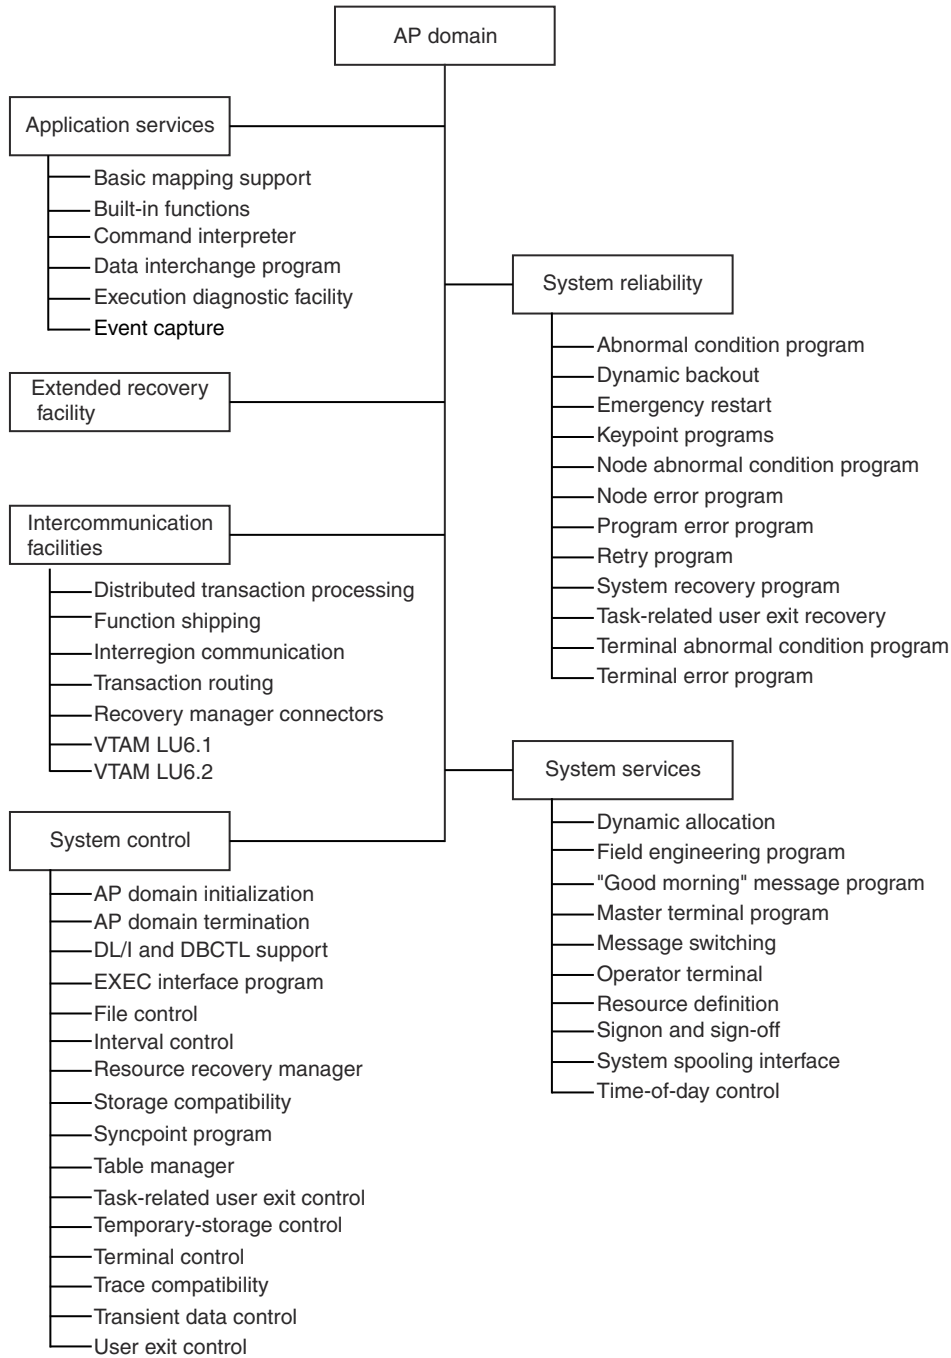 AP domain
Application services
Basic mapping support
Built-in functions
Command interpreter
Data interchange program
Execution diagnostic facility
Event capture
Extended recovery
facility
Intercommunication
facilities
Distributed transaction processing
Function shipping
Interregion communication
Transaction routing
Recovery manager connectors
VTAM LU6.1
VTAM LU6.2
System control
AP domain initialization
AP domain termination
DL/I and DBCTL support
EXEC interface program
File control
Interval control
Resource recovery manager
Storage compatibility
Syncpoint program
Table manager
Task-related user exit control
Temporary-storage control
Terminal control
Trace compatibility
Transient data control
User exit control
System reliability
Abnormal condition program
Dynamic backout
Emergency restart
Keypoint programs
Node abnormal condition program
Node error program
Program error program
Retry program
System recovery program
Task-related user exit recovery
Terminal abnormal condition program
Terminal error program
System services
Dynamic allocation
Field engineering program
"Good morning" message program
Master terminal program
Message switching
Operator terminal
Resource definition
Signon and sign-off
System spooling interface
Time-of-day control